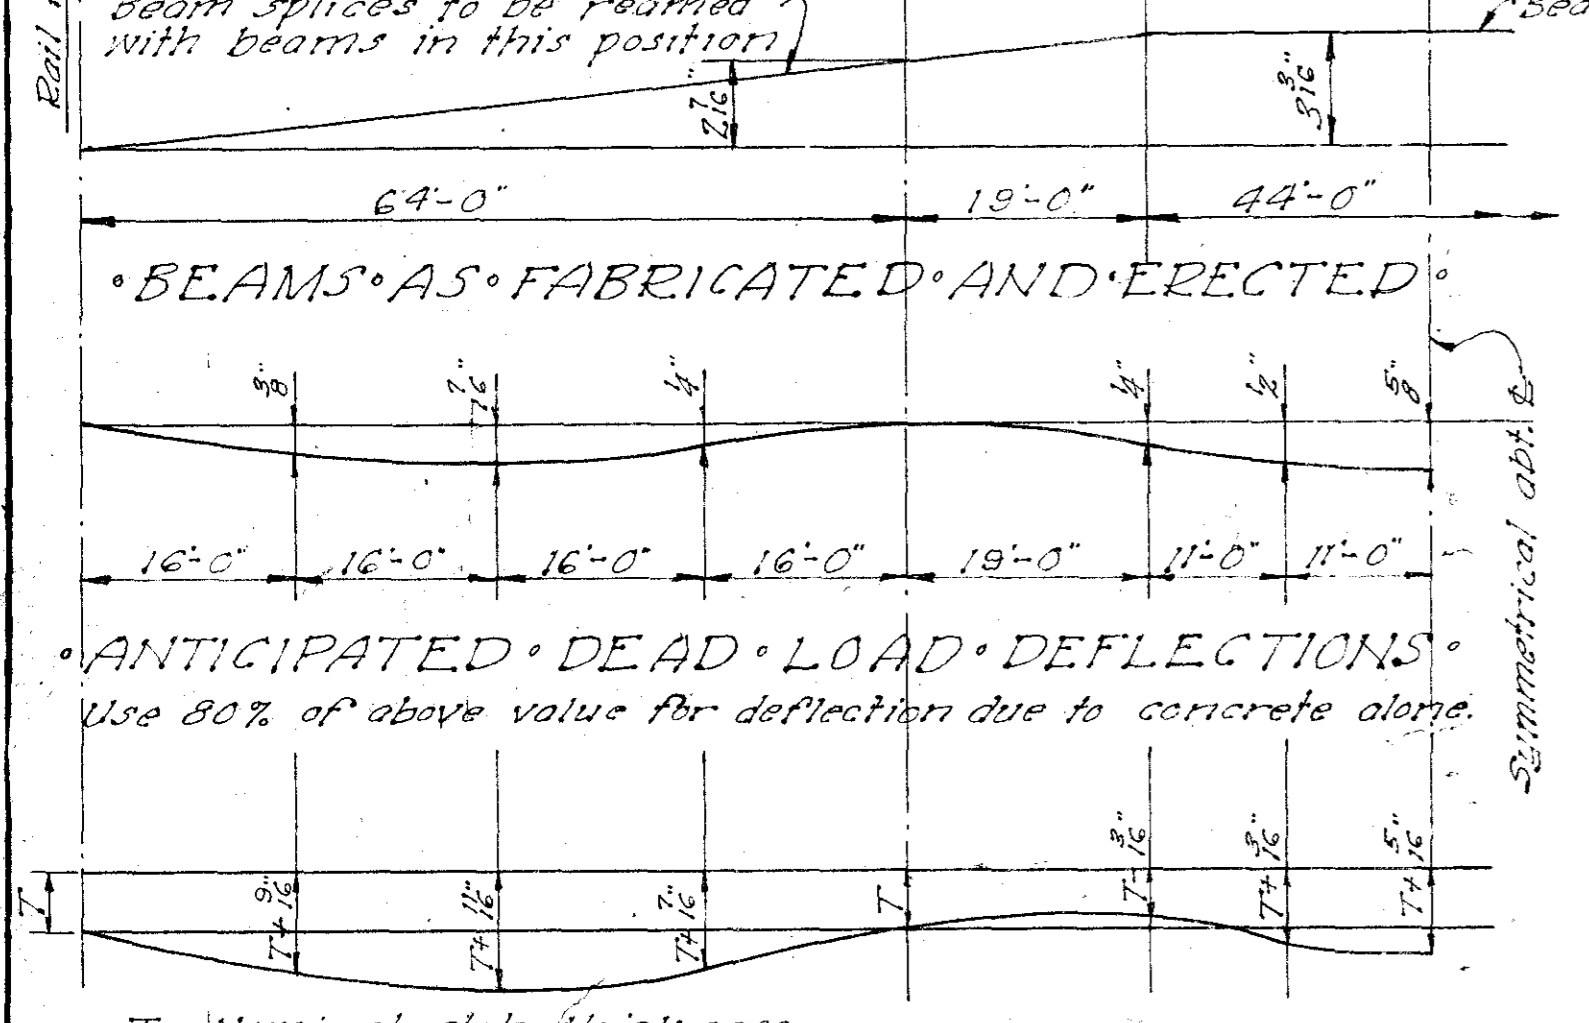 Beam splices to be reamed
with beams in this position
Rail
2 7/16"
3 3/16"
64'-0" 19'-0" 44'-0"
BEAMS AS FABRICATED AND ERECTED
3/8" 7/16" 1/4" 1/4" 1/2" 5/8"
16'-0" 16'-0" 16'-0" 16'-0" 19'-0" 11'-0" 11'-0"
Symmetrical abt. ℄
ANTICIPATED DEAD LOAD DEFLECTIONS
Use 80% of above value for deflection due to concrete alone.
T T+9/16" T+11/16" T+7/16" T T-3/16" T+3/16" T+5/16"